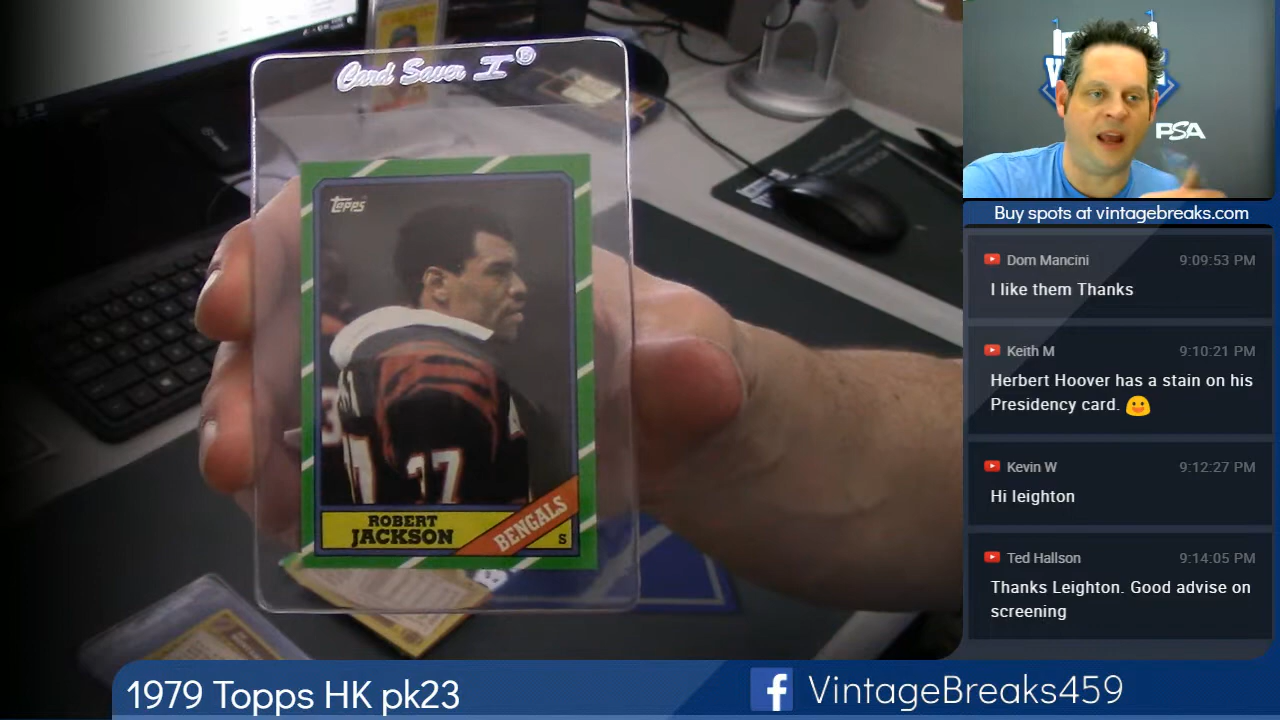 Card Saver I®
topps
37
ROBERT
JACKSON
BENGALS
S
PSA
Buy spots at vintagebreaks.com
Dom Mancini 9:09:53 PM
I like them Thanks
Keith M 9:10:21 PM
Herbert Hoover has a stain on his
Presidency card. 😃
Kevin W 9:12:27 PM
Hi leighton
Ted Hallson 9:14:05 PM
Thanks Leighton. Good advise on
screening
1979 Topps HK pk23
VintageBreaks459